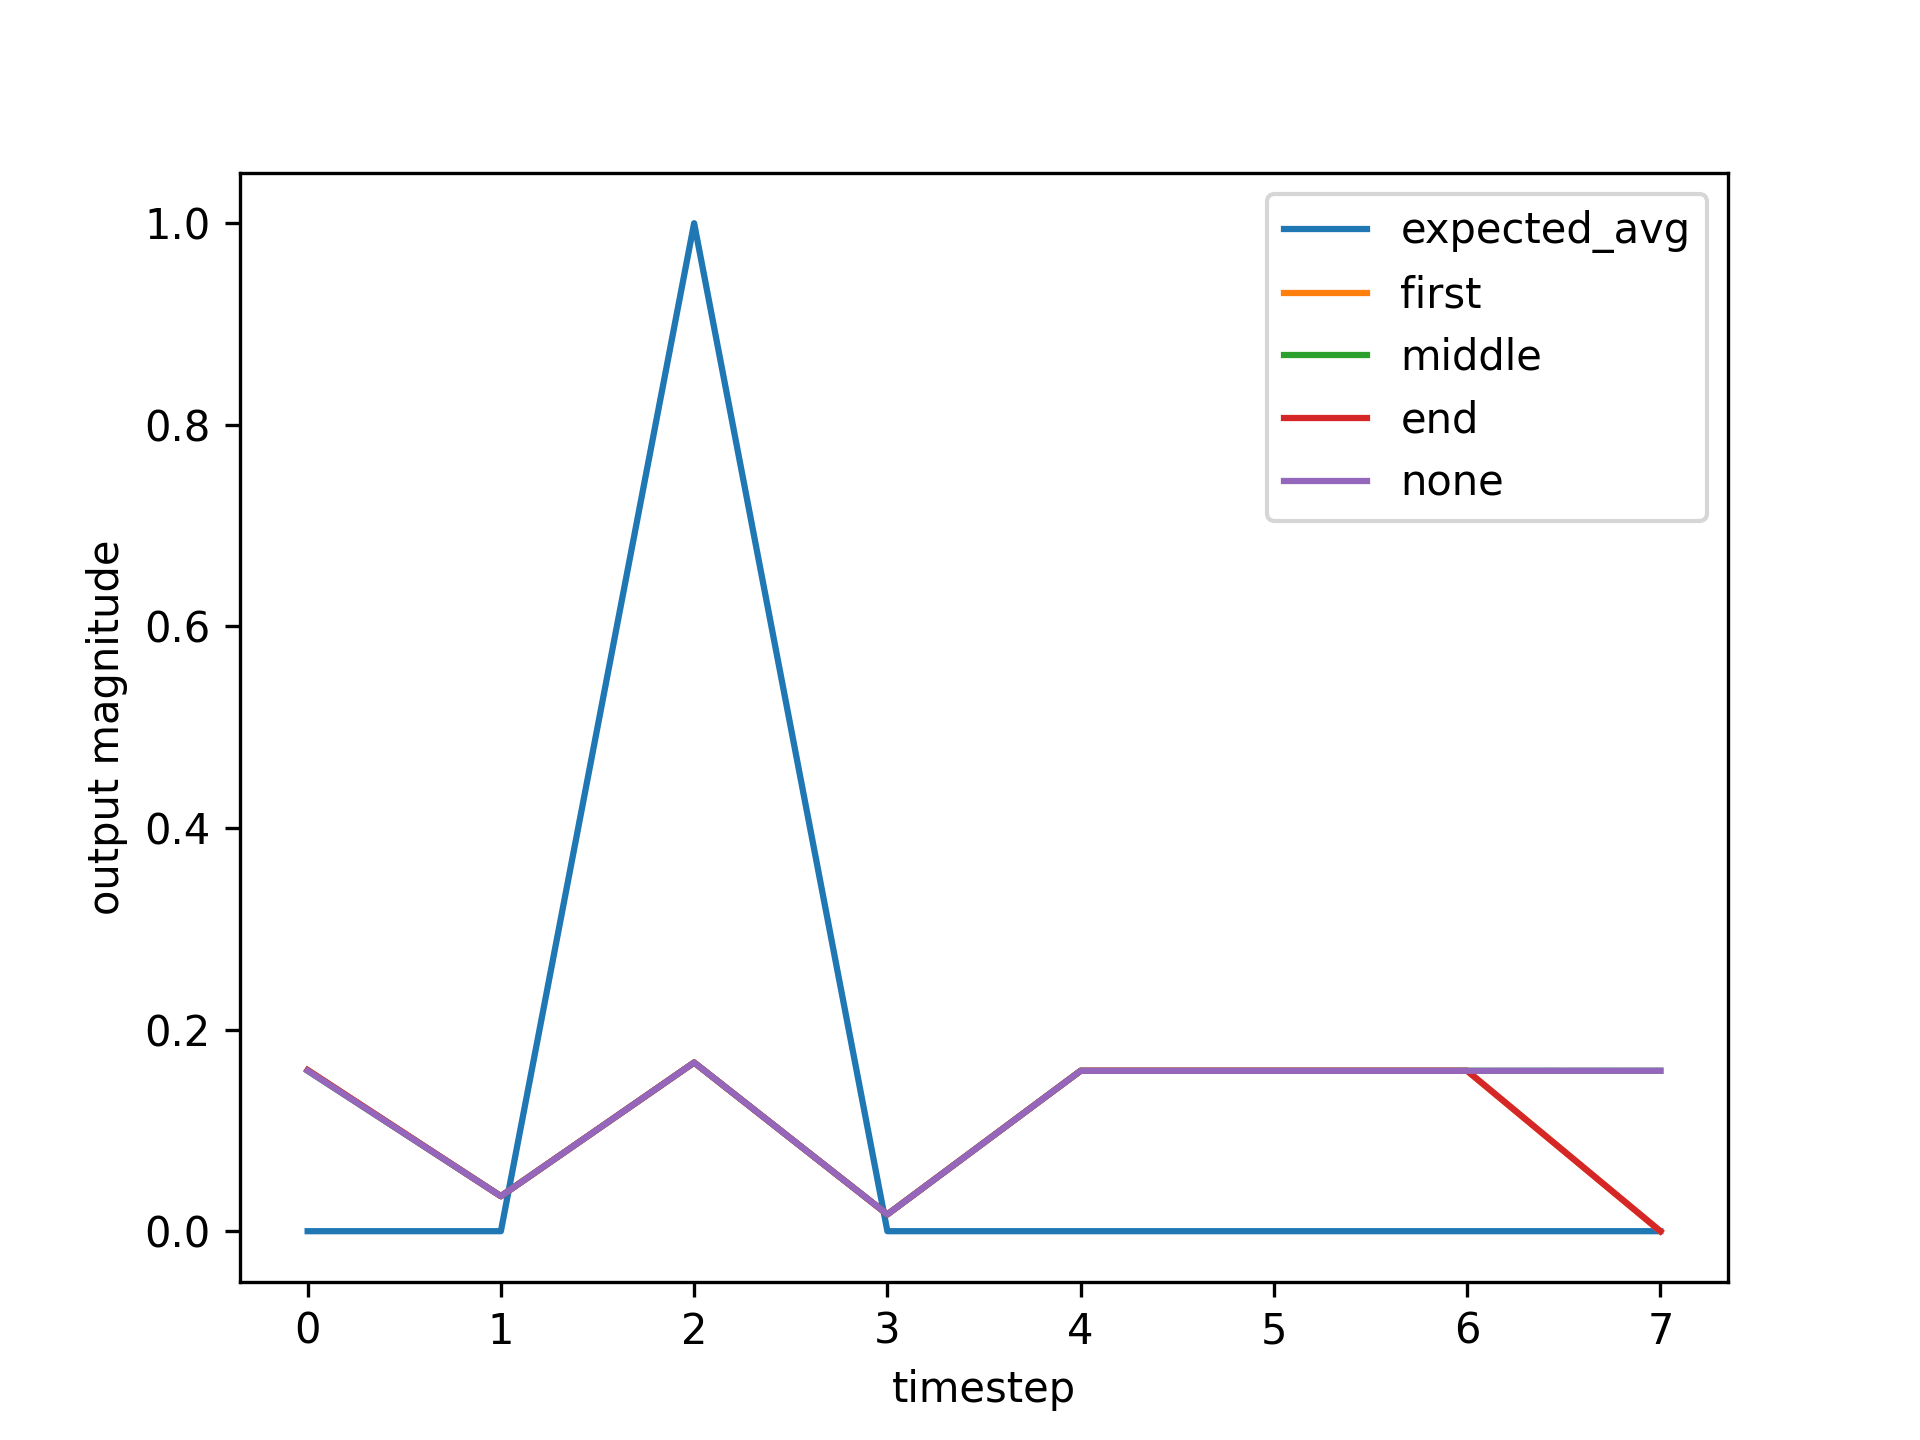 1.0
0.8
0.6
0.4
0.2
0.0
output magnitude
0 1 2 3 4 5 6 7
timestep
expected_avg
first
middle
end
none